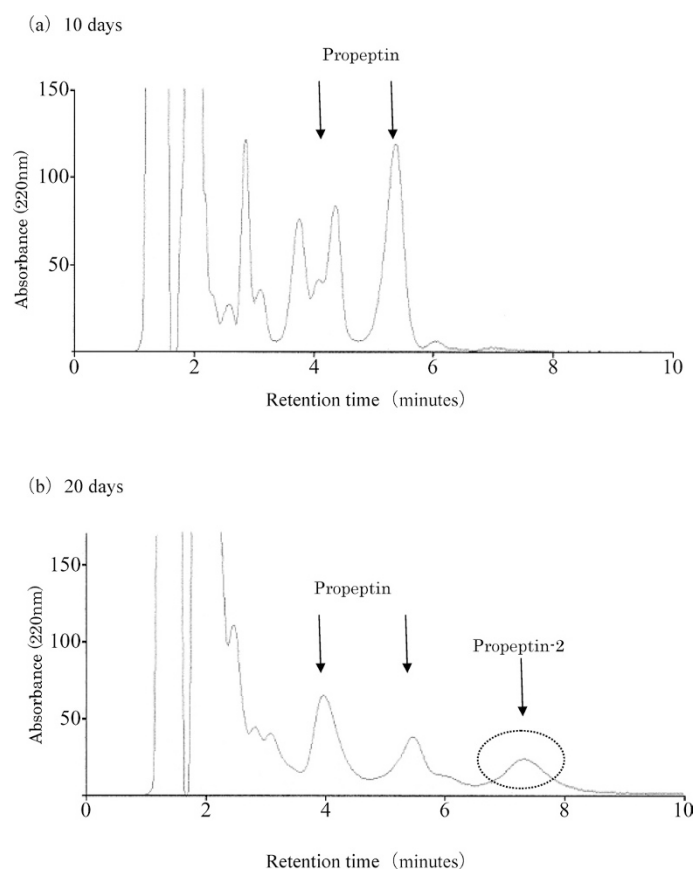 (a) 10 days
Propeptin
150
100
50
Absorbance (220nm)
0 2 4 6 8 10
Retention time (minutes)
(b) 20 days
Propeptin
Propeptin-2
150
100
50
Absorbance (220nm)
0 2 4 6 8 10
Retention time (minutes)